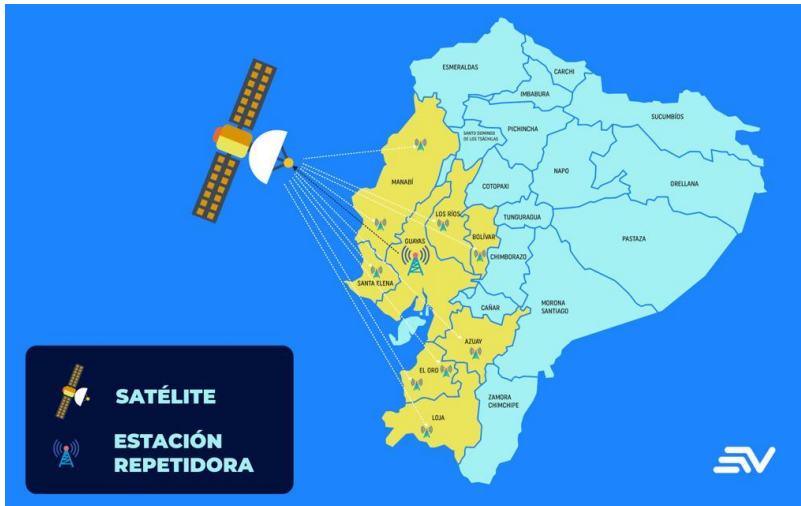 ESMERALDAS
CARCHI
IMBABURA
SUCUMBÍOS
SANTO DOMINGO
DE LOS TSÁCHILAS
PICHINCHA
NAPO
ORELLANA
MANABÍ
COTOPAXI
LOS RÍOS
TUNGURAGUA
BOLÍVAR
GUAYAS
PASTAZA
CHIMBORAZO
SANTA ELENA
CAÑAR
MORONA
SANTIAGO
AZUAY
EL ORO
ZAMORA
CHIMCHIPE
LOJA
SATÉLITE
ESTACIÓN
REPETIDORA